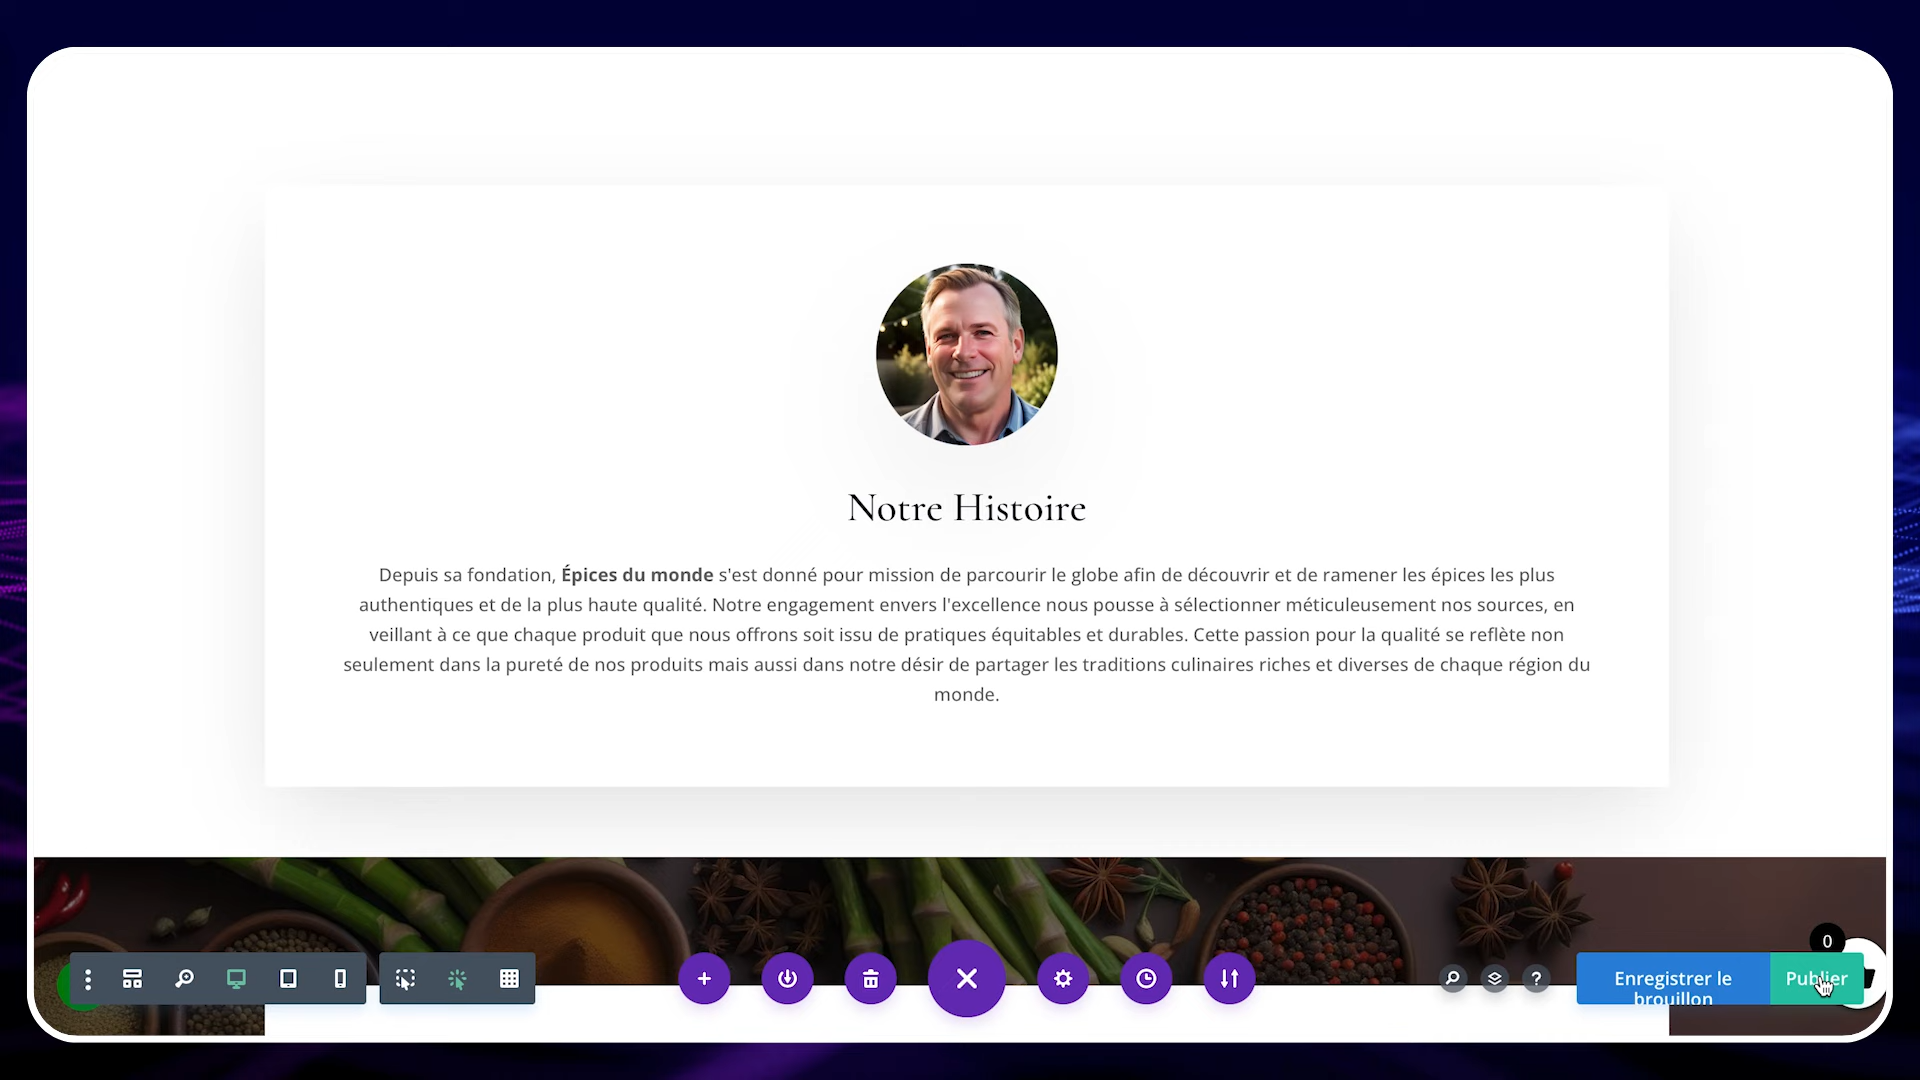 Notre Histoire
Depuis sa fondation, Épices du monde s'est donné pour mission de parcourir le globe afin de découvrir et de ramener les épices les plus
authentiques et de la plus haute qualité. Notre engagement envers l'excellence nous pousse à sélectionner méticuleusement nos sources, en
veillant à ce que chaque produit que nous offrons soit issu de pratiques équitables et durables. Cette passion pour la qualité se reflète non
seulement dans la pureté de nos produits mais aussi dans notre désir de partager les traditions culinaires riches et diverses de chaque région du
monde.
0
Enregistrer le
brouillon
Publier